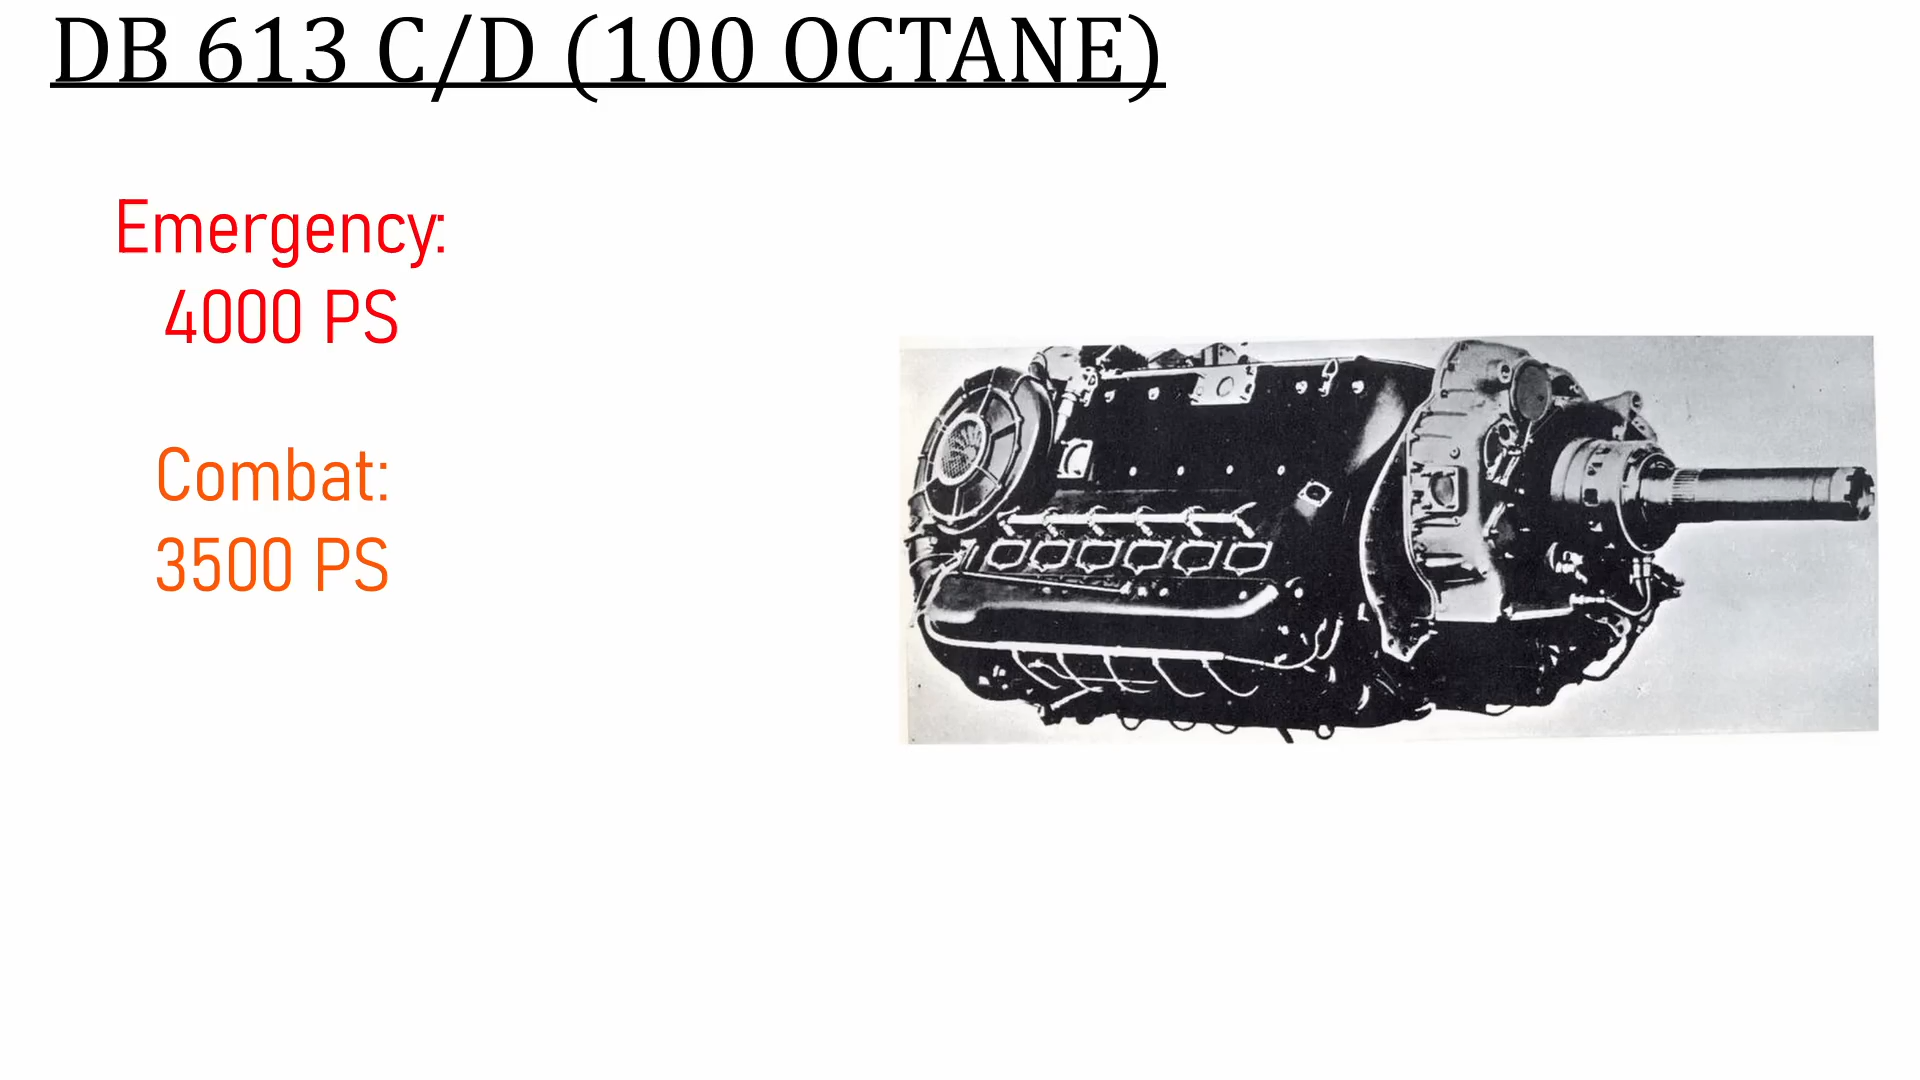 DB 613 C/D (100 OCTANE)
Emergency:
4000 PS
Combat:
3500 PS